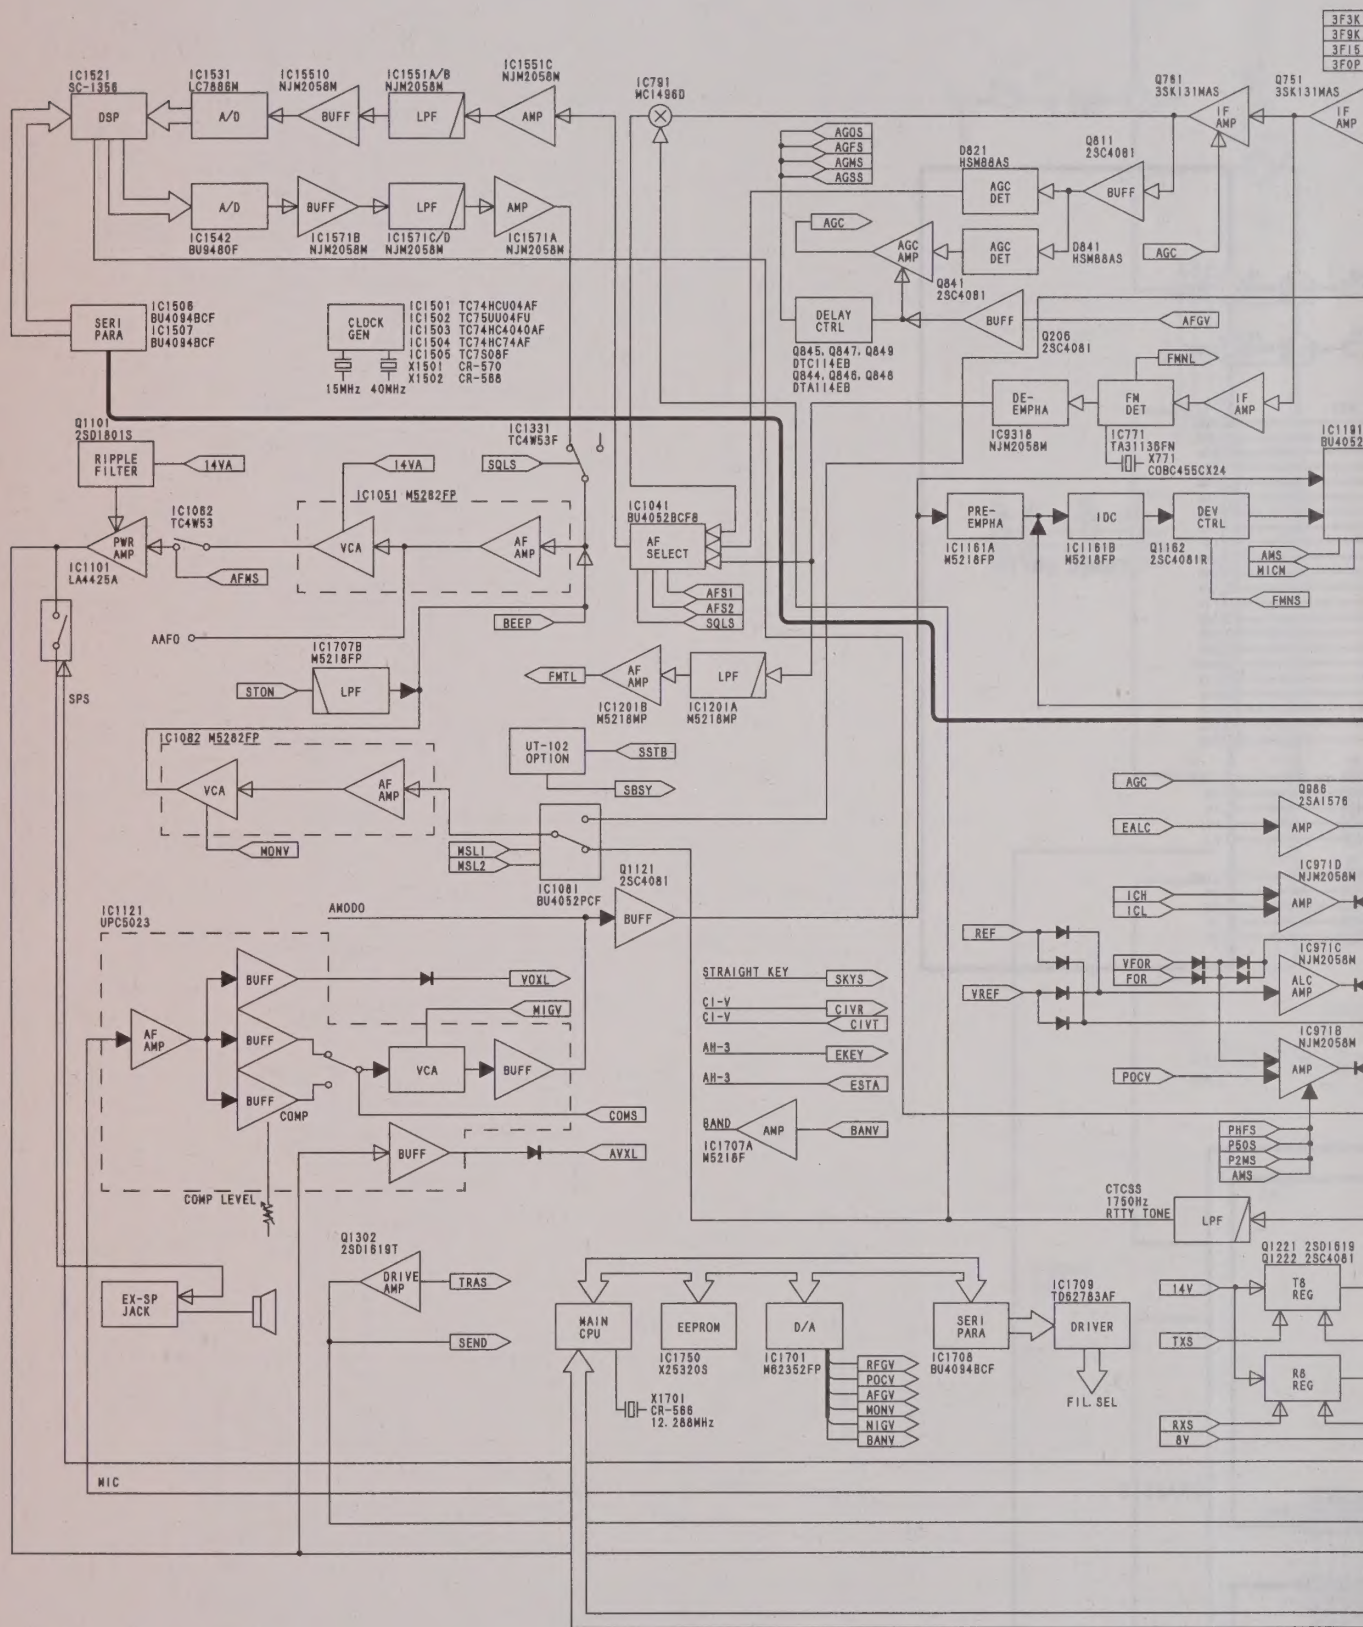 3F3K
3F9K
3F15
3F0P
IC1521
SC-1356
DSP
IC1531
LC7886M
A/D
IC1551O
NJM2058M
BUFF
IC1551A/B
NJM2058M
LPF
IC1551C
NJM2058M
AMP
IC791
MC1496D
Q761
3SK131MAS
IF
AMP
Q751
3SK131MAS
IF
AMP
AGOS
AGFS
AGMS
AGSS
D821
HSM88AS
AGC
DET
Q811
2SC4081
BUFF
A/D
IC1542
BU9480F
BUFF
IC1571B
NJM2058M
LPF
IC1571C/D
NJM2058M
AMP
IC1571A
NJM2058M
AGC
AGC
AMP
AGC
DET
D841
HSM88AS
AGC
Q841
2SC4081
SERI
PARA
IC1506
BU4094BCF
IC1507
BU4094BCF
CLOCK
GEN
15MHz
40MHz
IC1501 TC74HCU04AF
IC1502 TC75UU04FU
IC1503 TC74HC4040AF
IC1504 TC74HC74AF
IC1505 TC7S08F
X1501 CR-570
X1502 CR-568
DELAY
CTRL
Q845, Q847, Q849
DTC114EB
Q844, Q846, Q848
DTA114EB
BUFF
Q206
2SC4081
AFGV
FMNL
DE-
EMPHA
IC931B
NJM2058M
FM
DET
IC771
TA31136FN
X771
COBC455CX24
IF
AMP
Q1101
2SD1801S
RIPPLE
FILTER
14VA
14VA
IC1331
TC4W53F
SQLS
IC1191
BU4052
IC1062
TC4W53
IC1051 M5282FP
PWR
AMP
IC1101
LA4425A
VCA
AF
AMP
AFMS
IC1041
BU4052BCF8
AF
SELECT
AFS1
AFS2
SQLS
PRE-
EMPHA
IC1161A
M5218FP
IDC
IC1161B
M5218FP
DEV
CTRL
Q1162
2SC4081R
AMS
MICM
FMNS
BEEP
AAFO
SPS
STON
IC1707B
M5218FP
LPF
FMTL
AF
AMP
IC1201B
M5218MP
LPF
IC1201A
M5218MP
IC1082 M5282FP
VCA
AF
AMP
MONV
UT-102
OPTION
SSTB
SBSY
MSL1
MSL2
IC1081
BU4052PCF
AGC
EALC
Q986
2SA1576
AMP
ICH
ICL
IC971D
NJM2058M
AMP
IC1121
UPC5023
AMODO
Q1121
2SC4081
BUFF
REF
VREF
VFOR
FOR
IC971C
NJM2058M
ALC
AMP
BUFF
VOXL
MIGV
AF
AMP
BUFF
BUFF
COMP
VCA
BUFF
COMS
BUFF
AVXL
COMP LEVEL
STRAIGHT KEY
SKYS
CI-V
CIVR
CI-V
CIVT
AH-3
EKEY
AH-3
ESTA
BAND
AMP
BANV
IC1707A
M5218F
IC971B
NJM2058M
AMP
POCV
PHFS
P50S
P2MS
AMS
CTCSS
1750Hz
RTTY TONE
LPF
Q1302
2SD1619T
DRIVE
AMP
TRAS
SEND
EX-SP
JACK
MAIN
CPU
X1701
CR-566
12.288MHz
EEPROM
IC1750
X25320S
D/A
IC1701
M62352FP
RFGV
POCV
AFGV
MONV
NIGV
BANV
SERI
PARA
IC1708
BU4094BCF
IC1709
TD62783AF
DRIVER
FIL. SEL
Q1221 2SD1619
Q1222 2SC4081
14V
T8
REG
TXS
R8
REG
RXS
8V
MIC